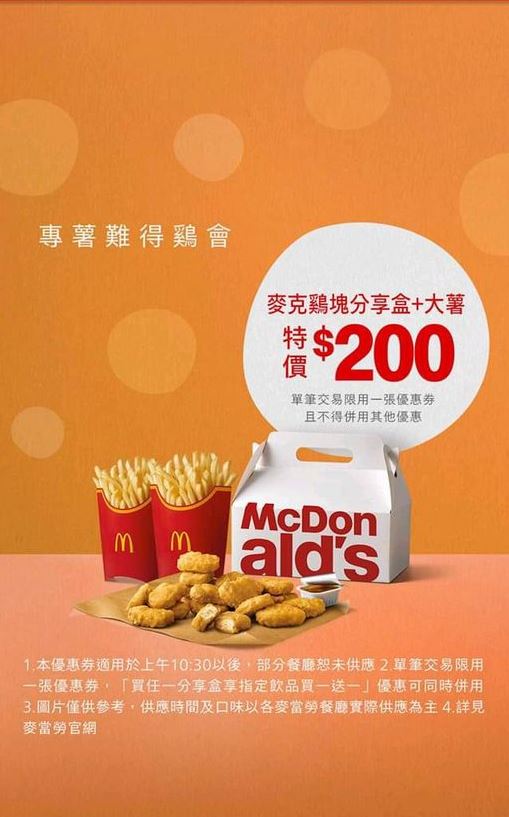 專薯難得鷄會
麥克鷄塊分享盒+大薯
特價 $200
單筆交易限用一張優惠券
且不得併用其他優惠
McDon
ald's
1.本優惠券適用於上午10:30以後，部分餐廳恕未供應 2.單筆交易限用
一張優惠券，「買任一分享盒享指定飲品買一送一」優惠可同時併用
3.圖片僅供參考，供應時間及口味以各麥當勞餐廳實際供應為主 4.詳見
麥當勞官網